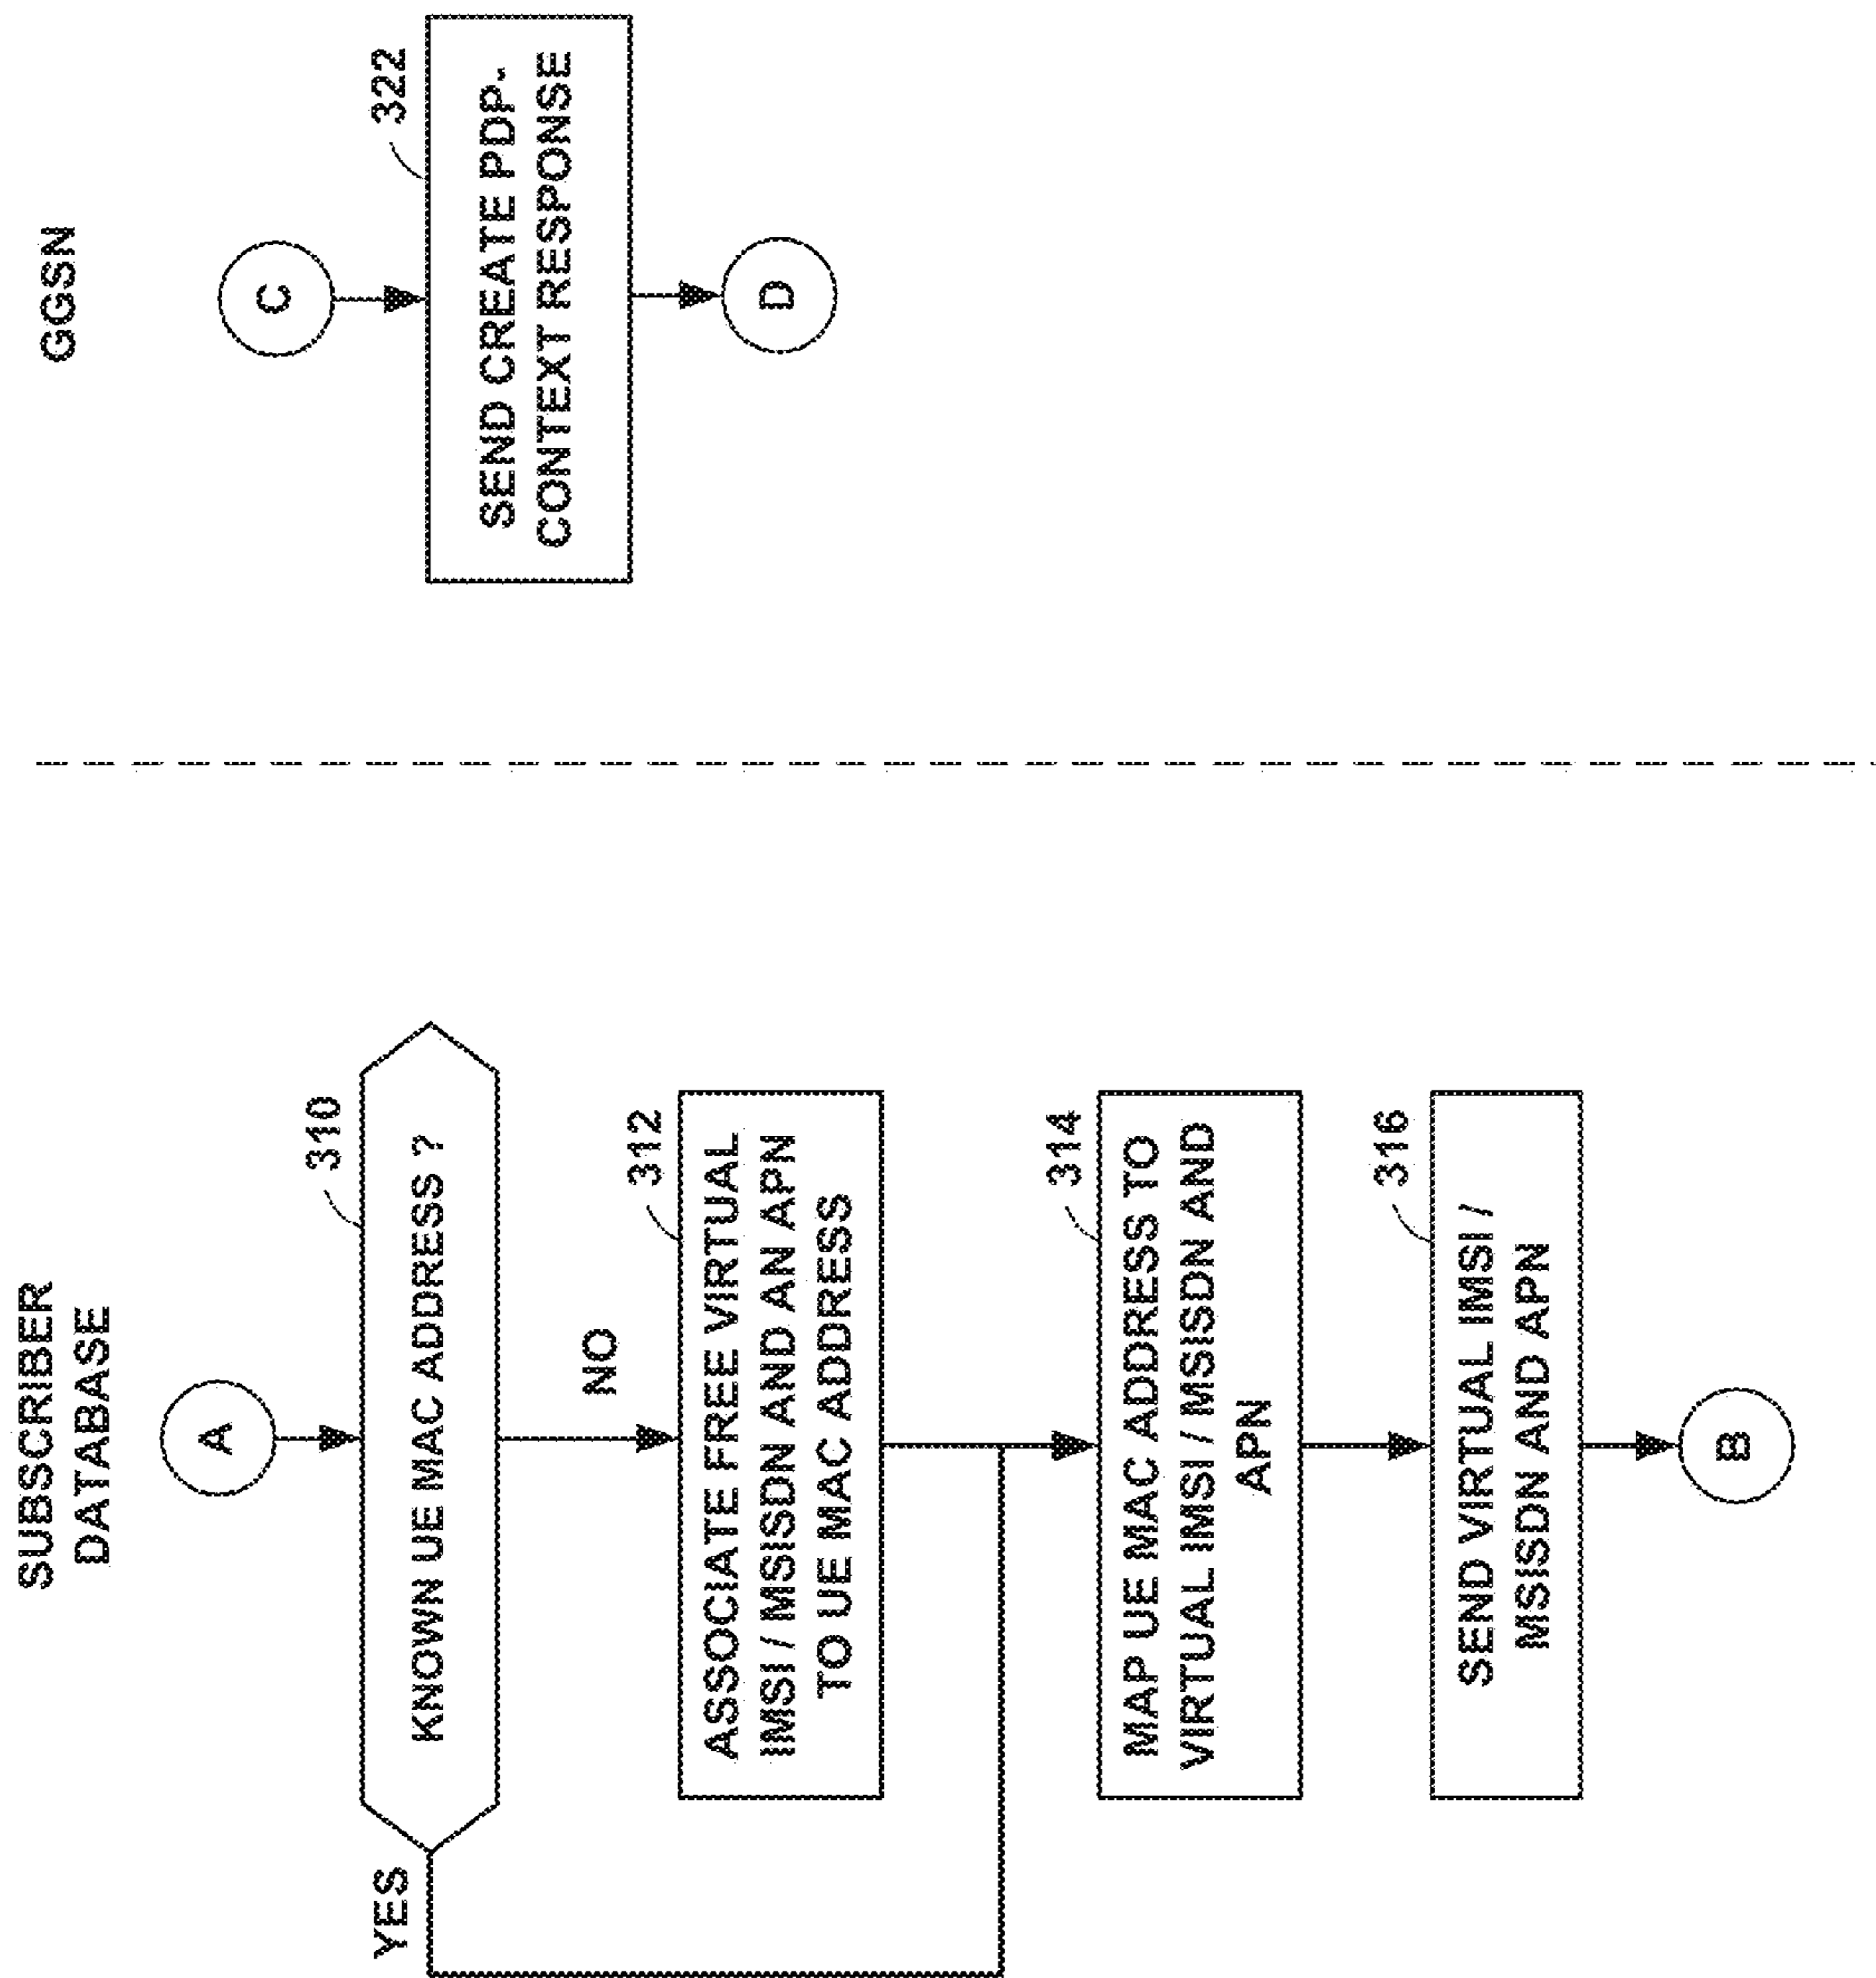 SUBSCRIBER
DATABASE
A
310
KNOWN UE MAC ADDRESS ?
YES
NO
312
ASSOCIATE FREE VIRTUAL
IMSI / MSISDN AND AN APN
TO UE MAC ADDRESS
314
MAP UE MAC ADDRESS TO
VIRTUAL IMSI / MSISDN AND
APN
316
SEND VIRTUAL IMSI /
MSISDN AND APN
B
GGSN
C
322
SEND CREATE PDP-
CONTEXT RESPONSE
D